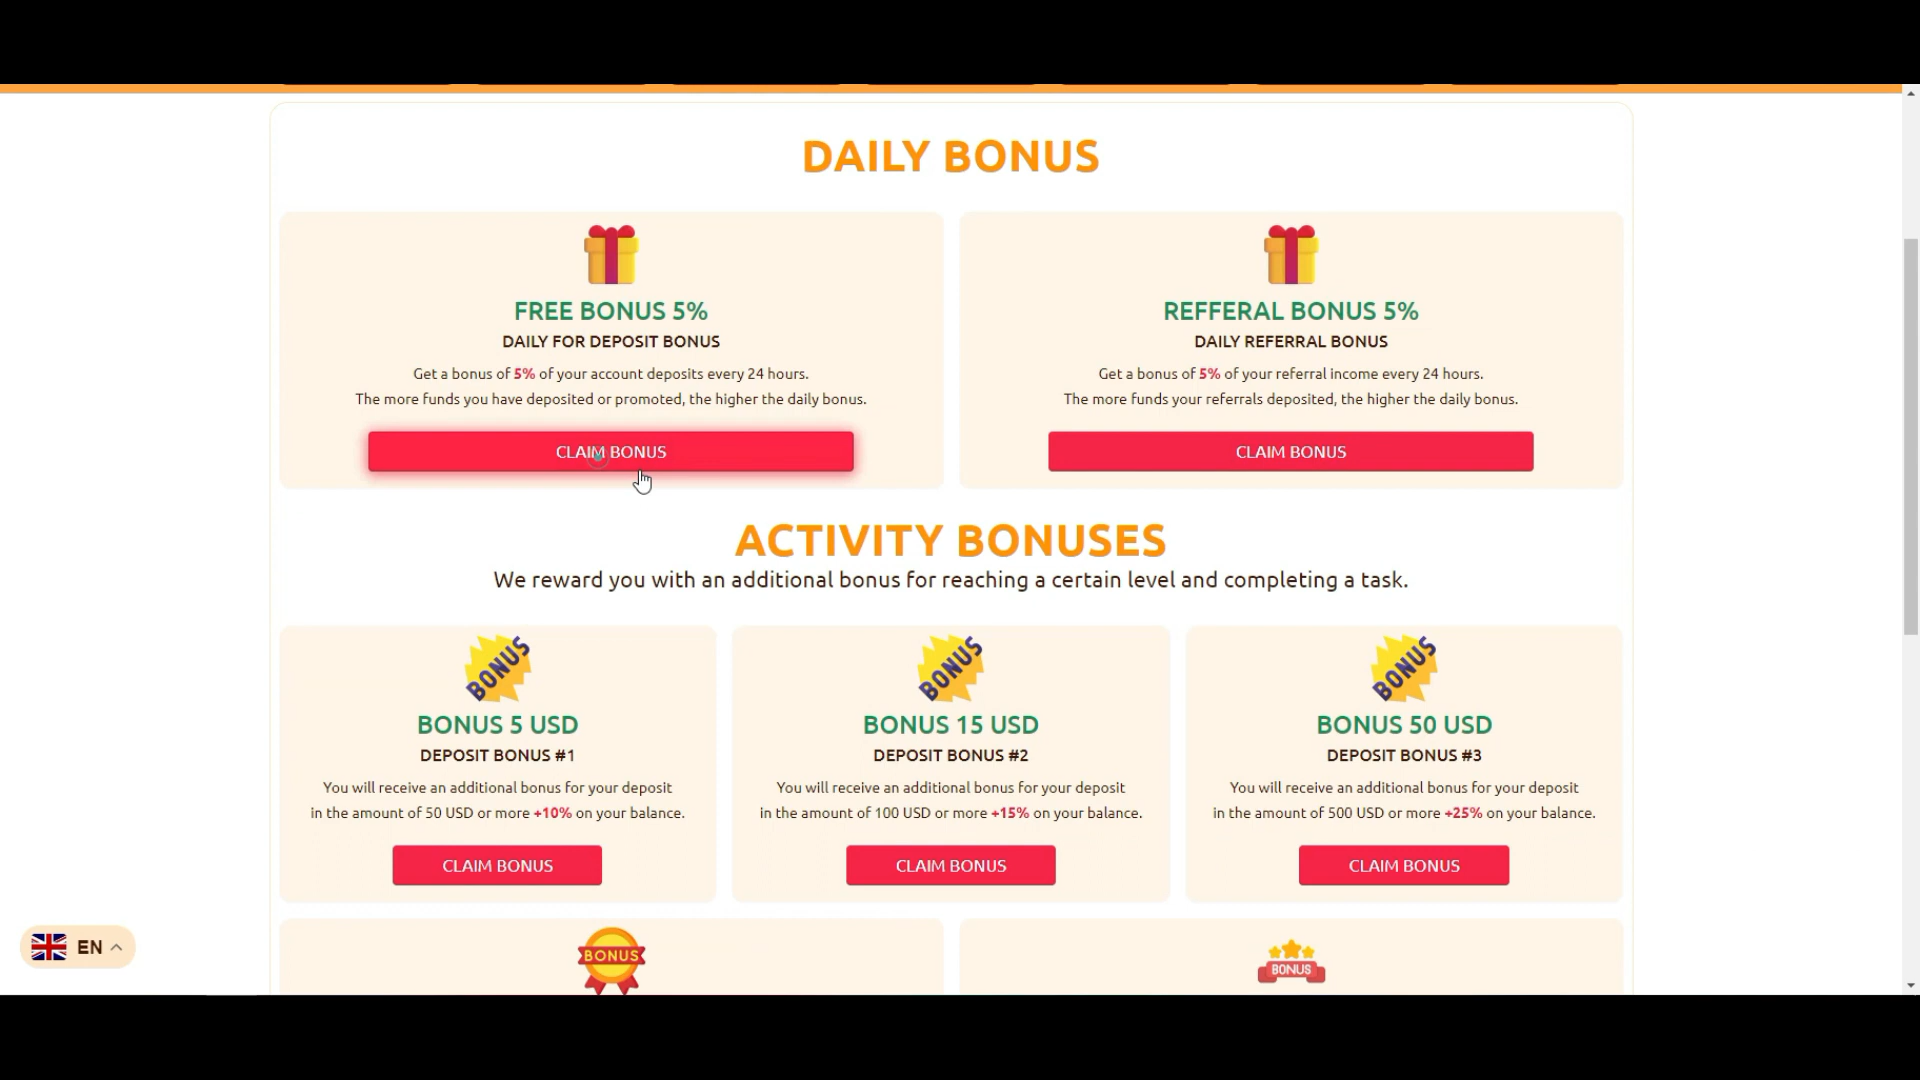 DAILY BONUS
FREE BONUS 5%
DAILY FOR DEPOSIT BONUS
Get a bonus of 5% of your account deposits every 24 hours.
The more funds you have deposited or promoted, the higher the daily bonus.
CLAIM BONUS
REFFERAL BONUS 5%
DAILY REFERRAL BONUS
Get a bonus of 5% of your referral income every 24 hours.
The more funds your referrals deposited, the higher the daily bonus.
CLAIM BONUS
ACTIVITY BONUSES
We reward you with an additional bonus for reaching a certain level and completing a task.
BONUS
BONUS 5 USD
DEPOSIT BONUS #1
You will receive an additional bonus for your deposit
in the amount of 50 USD or more +10% on your balance.
CLAIM BONUS
BONUS
BONUS 15 USD
DEPOSIT BONUS #2
You will receive an additional bonus for your deposit
in the amount of 100 USD or more +15% on your balance.
CLAIM BONUS
BONUS
BONUS 50 USD
DEPOSIT BONUS #3
You will receive an additional bonus for your deposit
in the amount of 500 USD or more +25% on your balance.
CLAIM BONUS
BONUS
BONUS
EN